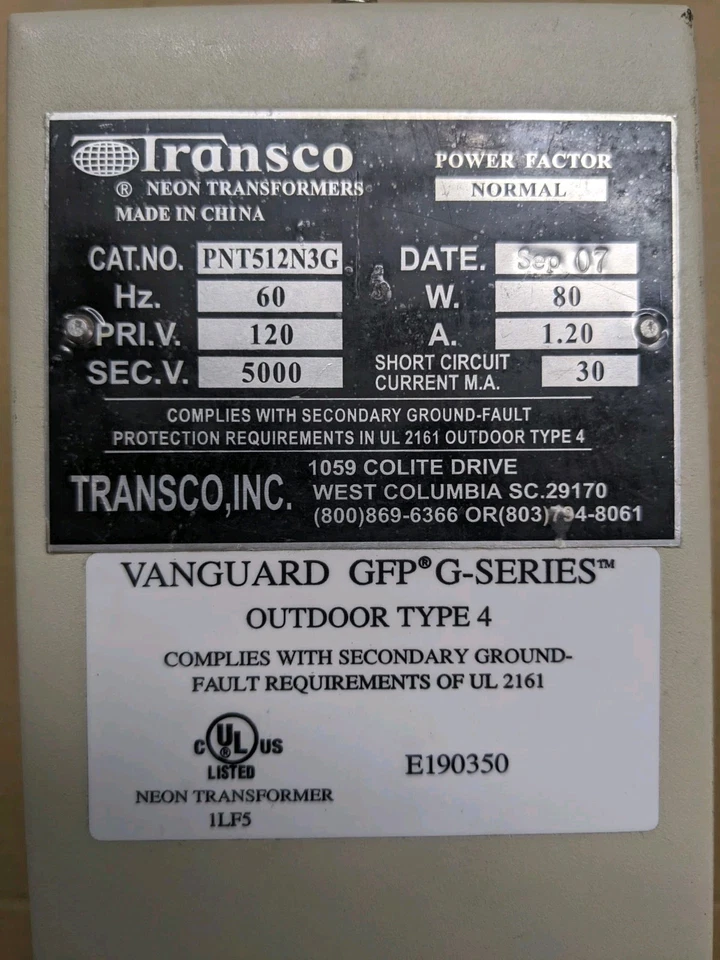 Transco
POWER FACTOR
® NEON TRANSFORMERS
NORMAL
MADE IN CHINA
CAT.NO. PNT512N3G DATE. Sep 07
Hz. 60 W. 80
PRI.V. 120 A. 1.20
SEC.V. 5000 SHORT CIRCUIT
CURRENT M.A. 30
COMPLIES WITH SECONDARY GROUND-FAULT
PROTECTION REQUIREMENTS IN UL 2161 OUTDOOR TYPE 4
TRANSCO,INC. 1059 COLITE DRIVE
WEST COLUMBIA SC.29170
(800)869-6366 OR(803)794-8061
VANGUARD GFP® G-SERIES™
OUTDOOR TYPE 4
COMPLIES WITH SECONDARY GROUND-
FAULT REQUIREMENTS OF UL 2161
C UL® US
LISTED
E190350
NEON TRANSFORMER
1LF5